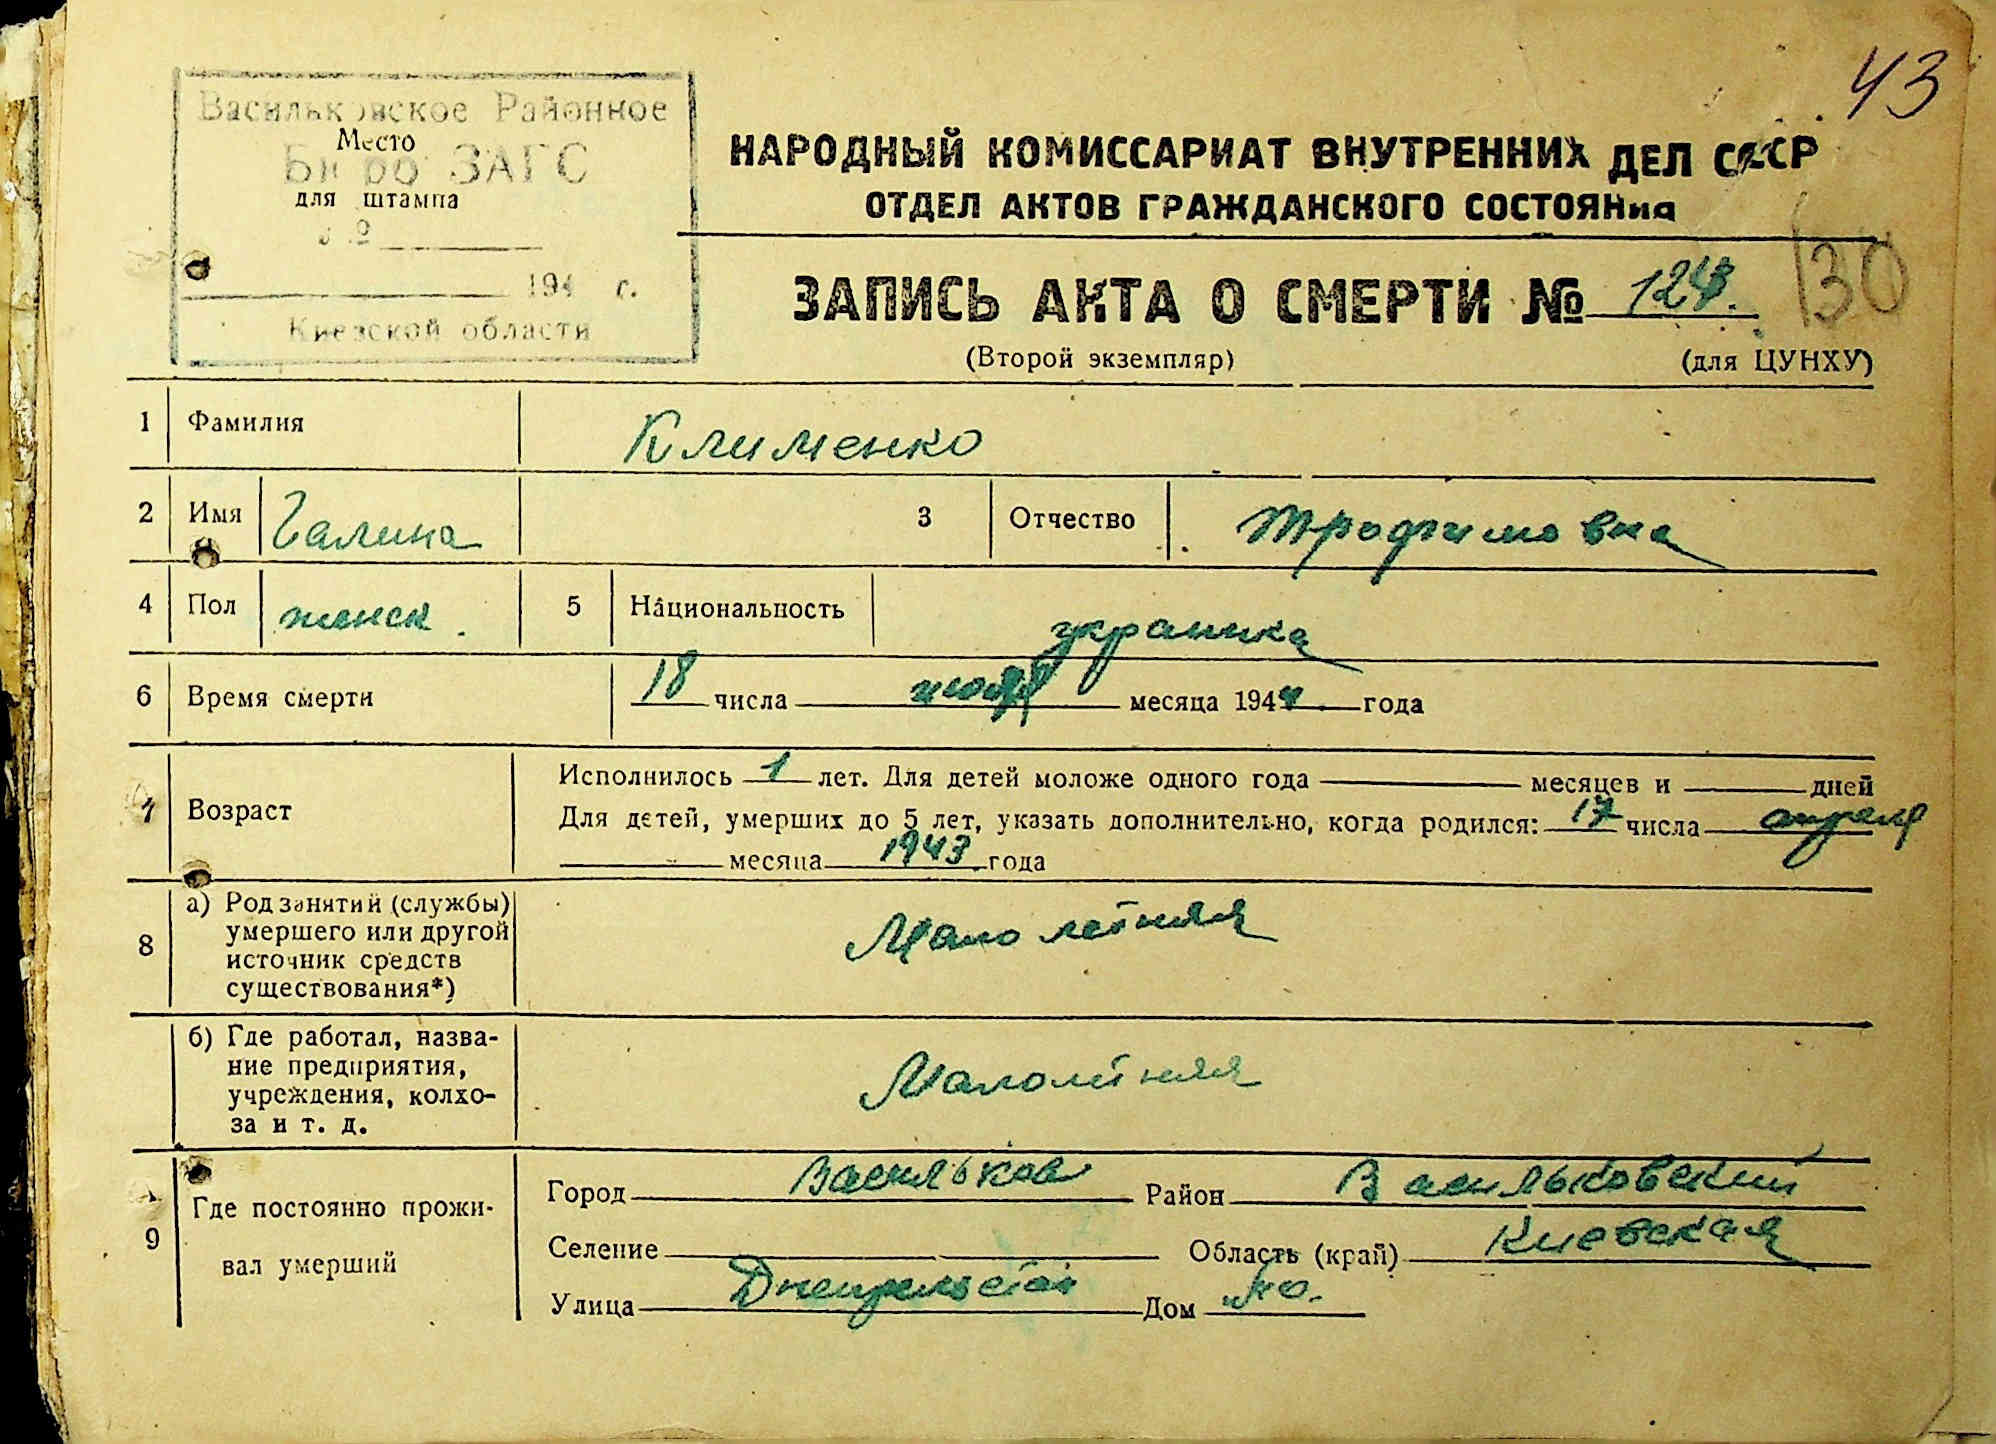 43
Васильковское Районное
Место
Бюро ЗАГС
для штампа
№
194 г.
Киевской области
НАРОДНЫЙ КОМИССАРИАТ ВНУТРЕННИХ ДЕЛ СССР
ОТДЕЛ АКТОВ ГРАЖДАНСКОГО СОСТОЯНия
130
ЗАПИСЬ АКТА О СМЕРТИ №
(Второй экземпляр) (для ЦУНХУ)
1 Фамилия Клименко
2 Имя Галина 3 Отчество Трофимовна
4 Пол женск. 5 Национальность украинка
6 Время смерти 18 числа месяца 1944 года
7 Возраст
Исполнилось 1 лет. Для детей моложе одного года месяцев и дней
Для детей, умерших до 5 лет, указать дополнительно, когда родился: 17 числа апреля
месяца 1943 года
8 а) Род занятий (службы)
умершего или другой
источник средств
существования*)
Малолетняя
б) Где работал, назва-
ние предприятия,
учреждения, колхо-
за и т. д.
Малолетняя
9 Где постоянно прожи-
вал умерший
Город Васильков Район Васильковский
Селение Область (край) Киевская
Улица Дом